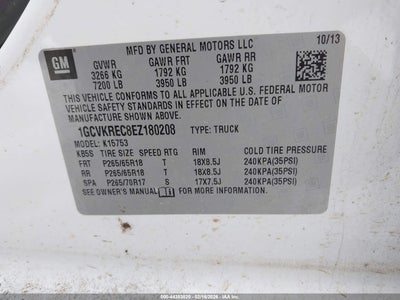 GM
MFD BY GENERAL MOTORS LLC
10/13
GVWR GAWR FRT GAWR RR
3266 KG 1792 KG 1792 KG
7200 LB 3950 LB 3950 LB
THIS VEHICLE CONFORMS TO ALL APPLICABLE U.S. FEDERAL MOTOR
VEHICLE SAFETY STANDARDS IN EFFECT ON THE DATE OF
MANUFACTURE SHOWN ABOVE.
1GCVKREC8EZ180208 TYPE: TRUCK
MODEL: K15753
KB5S TIRE SIZE SPEED RTG RIM COLD TIRE PRESSURE
FRT P265/65R18 T 18X8.5J 240KPA(35PSI)
RR P265/65R18 T 18X8.5J 240KPA(35PSI)
SPA P265/70R17 S 17X7.5J 240KPA(35PSI)
SEE OWNER'S MANUAL FOR MORE INFORMATION.